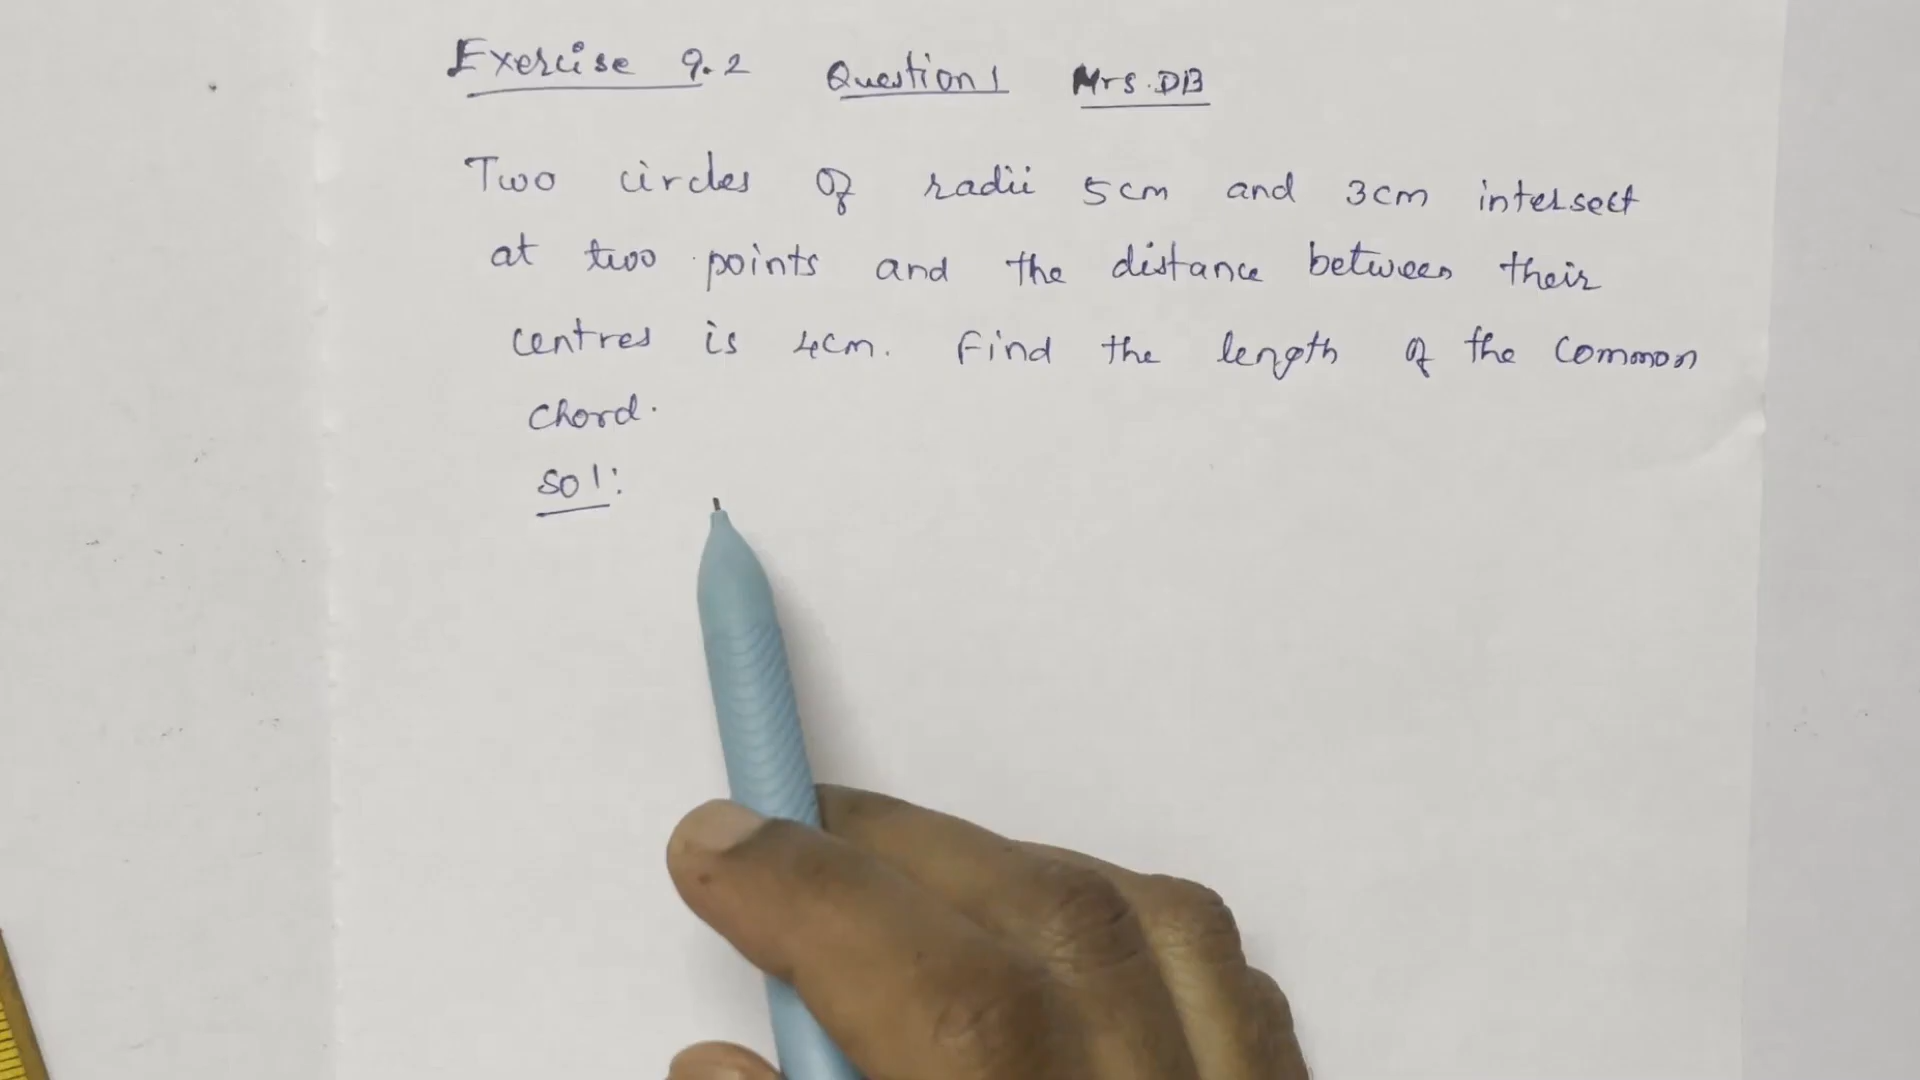 Exercise 9.2 Question 1 Mrs. DB
Two circles of radii 5cm and 3cm intersect
at two points and the distance between their
centres is 4cm. Find the length of the common
chord.
Sol: